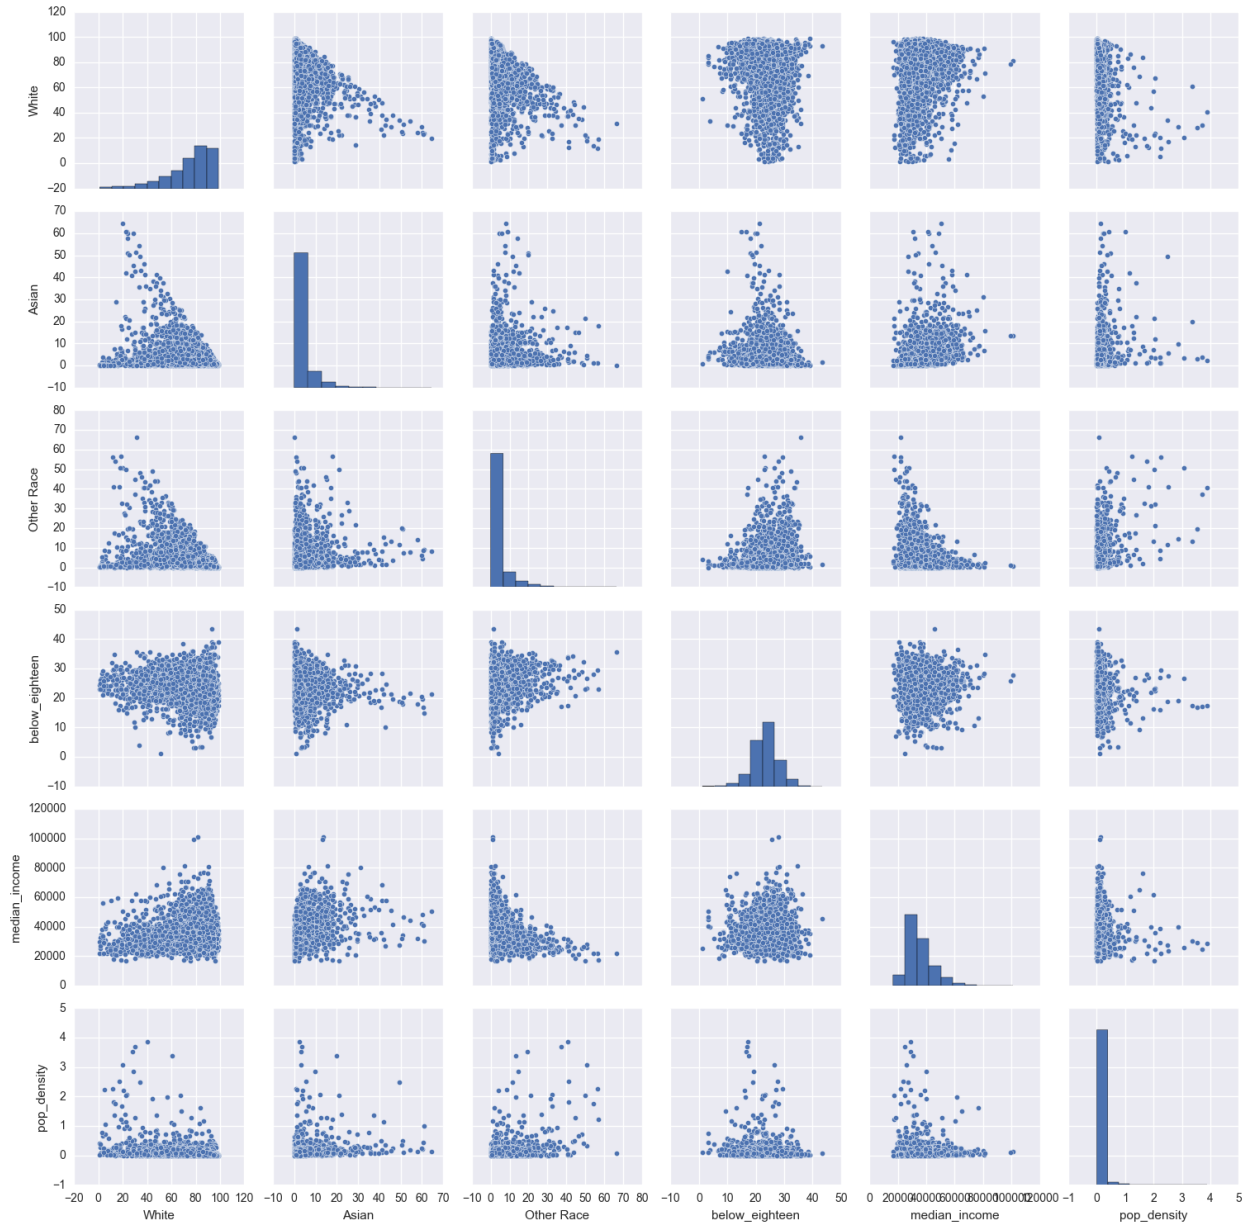 120
100
80
60
40
20
0
−20
White
70
60
50
40
30
20
10
0
−10
Asian
80
70
60
50
40
30
20
10
0
−10
Other Race
50
40
30
20
10
0
−10
below_eighteen
120000
100000
80000
60000
40000
20000
0
median_income
5
4
3
2
1
0
−1
pop_density
−20 0 20 40 60 80 100 120
White
−10 0 10 20 30 40 50 60 70
Asian
−10 0 10 20 30 40 50 60 70 80
Other Race
−10 0 10 20 30 40 50
below_eighteen
0 20000 40000 60000 80000 100000 120000
median_income
−1 0 1 2 3 4 5
pop_density